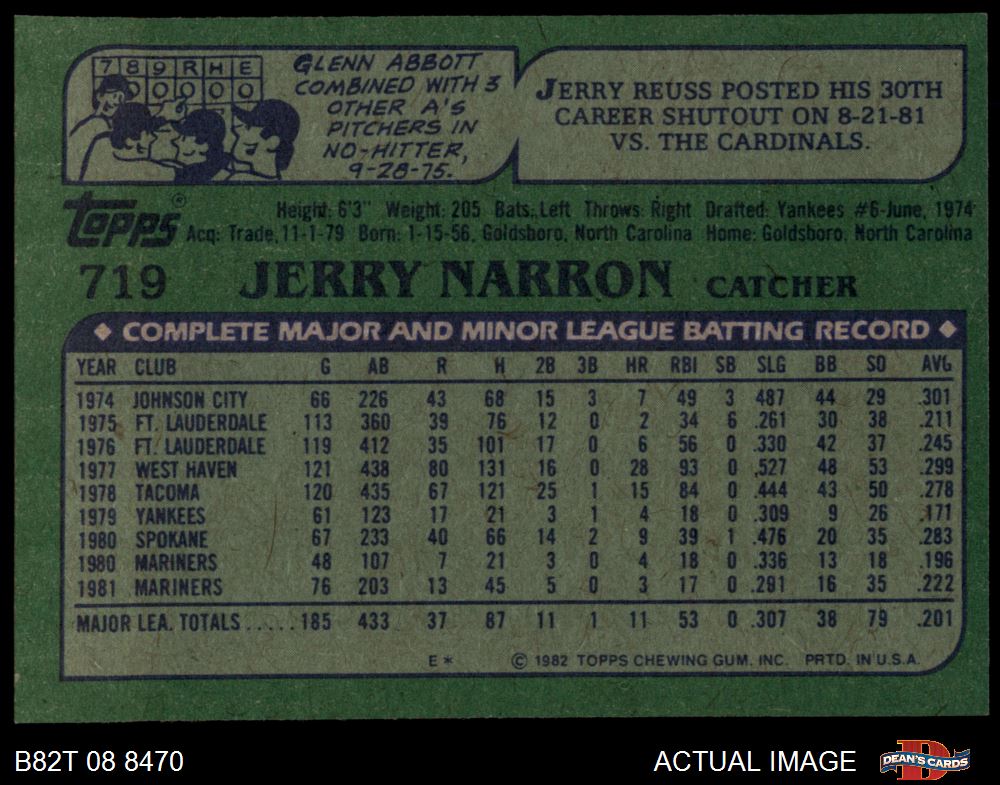 7 8 9 R H E
0 0 0 0 0
GLENN ABBOTT
COMBINED WITH 3
OTHER A'S
PITCHERS IN
NO-HITTER,
9-28-75.
JERRY REUSS POSTED HIS 30TH
CAREER SHUTOUT ON 8-21-81
VS. THE CARDINALS.
Topps®
Height: 6'3" Weight: 205 Bats: Left Throws: Right Drafted: Yankees #6-June, 1974
Acq: Trade, 11-1-79 Born: 1-15-56, Goldsboro, North Carolina Home: Goldsboro, North Carolina
719 JERRY NARRON CATCHER
◆ COMPLETE MAJOR AND MINOR LEAGUE BATTING RECORD ◆
YEAR CLUB G AB R H 2B 3B HR RBI SB SLG BB SO AVG
1974 JOHNSON CITY 66 226 43 68 15 3 7 49 3 .487 44 29 .301
1975 FT. LAUDERDALE 113 360 39 76 12 0 2 34 6 .261 30 38 .211
1976 FT. LAUDERDALE 119 412 35 101 17 0 6 56 0 .330 42 37 .245
1977 WEST HAVEN 121 438 80 131 16 0 28 93 0 .527 48 53 .299
1978 TACOMA 120 435 67 121 25 1 15 84 0 .444 43 50 .278
1979 YANKEES 61 123 17 21 3 1 4 18 0 .309 9 26 .171
1980 SPOKANE 67 233 40 66 14 2 9 39 1 .476 20 35 .283
1980 MARINERS 48 107 7 21 3 0 4 18 0 .336 13 18 .196
1981 MARINERS 76 203 13 45 5 0 3 17 0 .291 16 35 .222
MAJOR LEA. TOTALS ..... 185 433 37 87 11 1 11 53 0 .307 38 79 .201
E* © 1982 TOPPS CHEWING GUM, INC. PRTD. IN U.S.A.
B82T 08 8470 ACTUAL IMAGE D DEAN'S CARDS